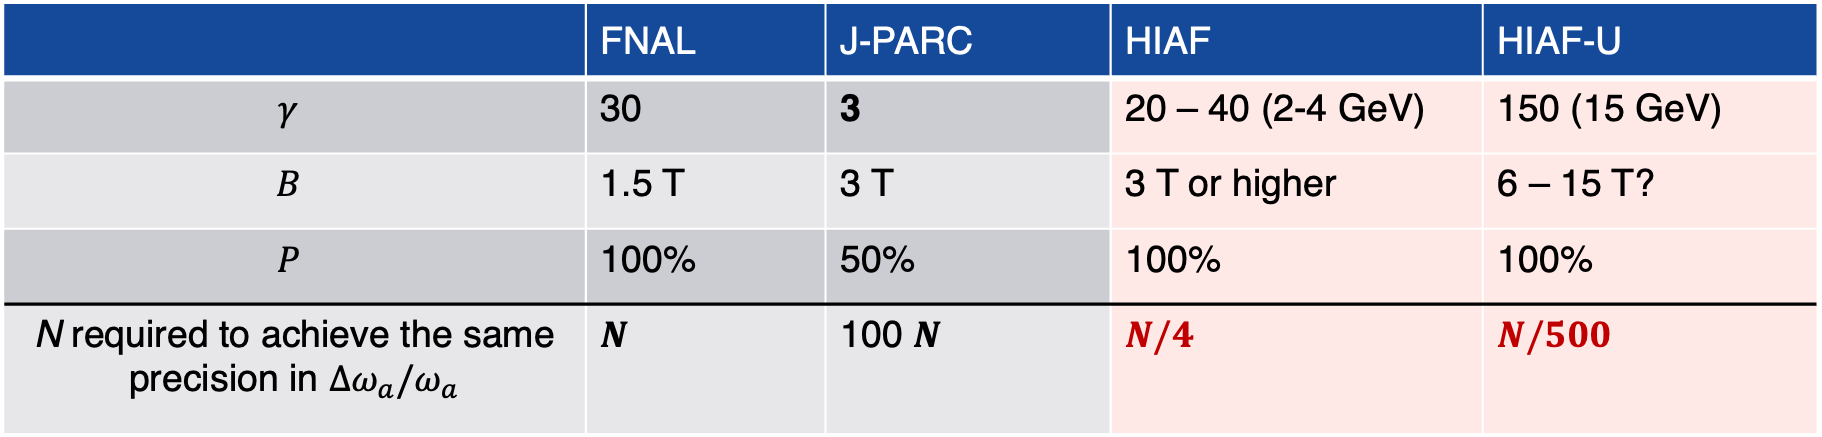 FNAL J-PARC HIAF HIAF-U
γ 30 3 20 – 40 (2-4 GeV) 150 (15 GeV)
B 1.5 T 3 T 3 T or higher 6 – 15 T?
P 100% 50% 100% 100%
N required to achieve the same N 100 N N/4 N/500
precision in Δωₐ/ωₐ